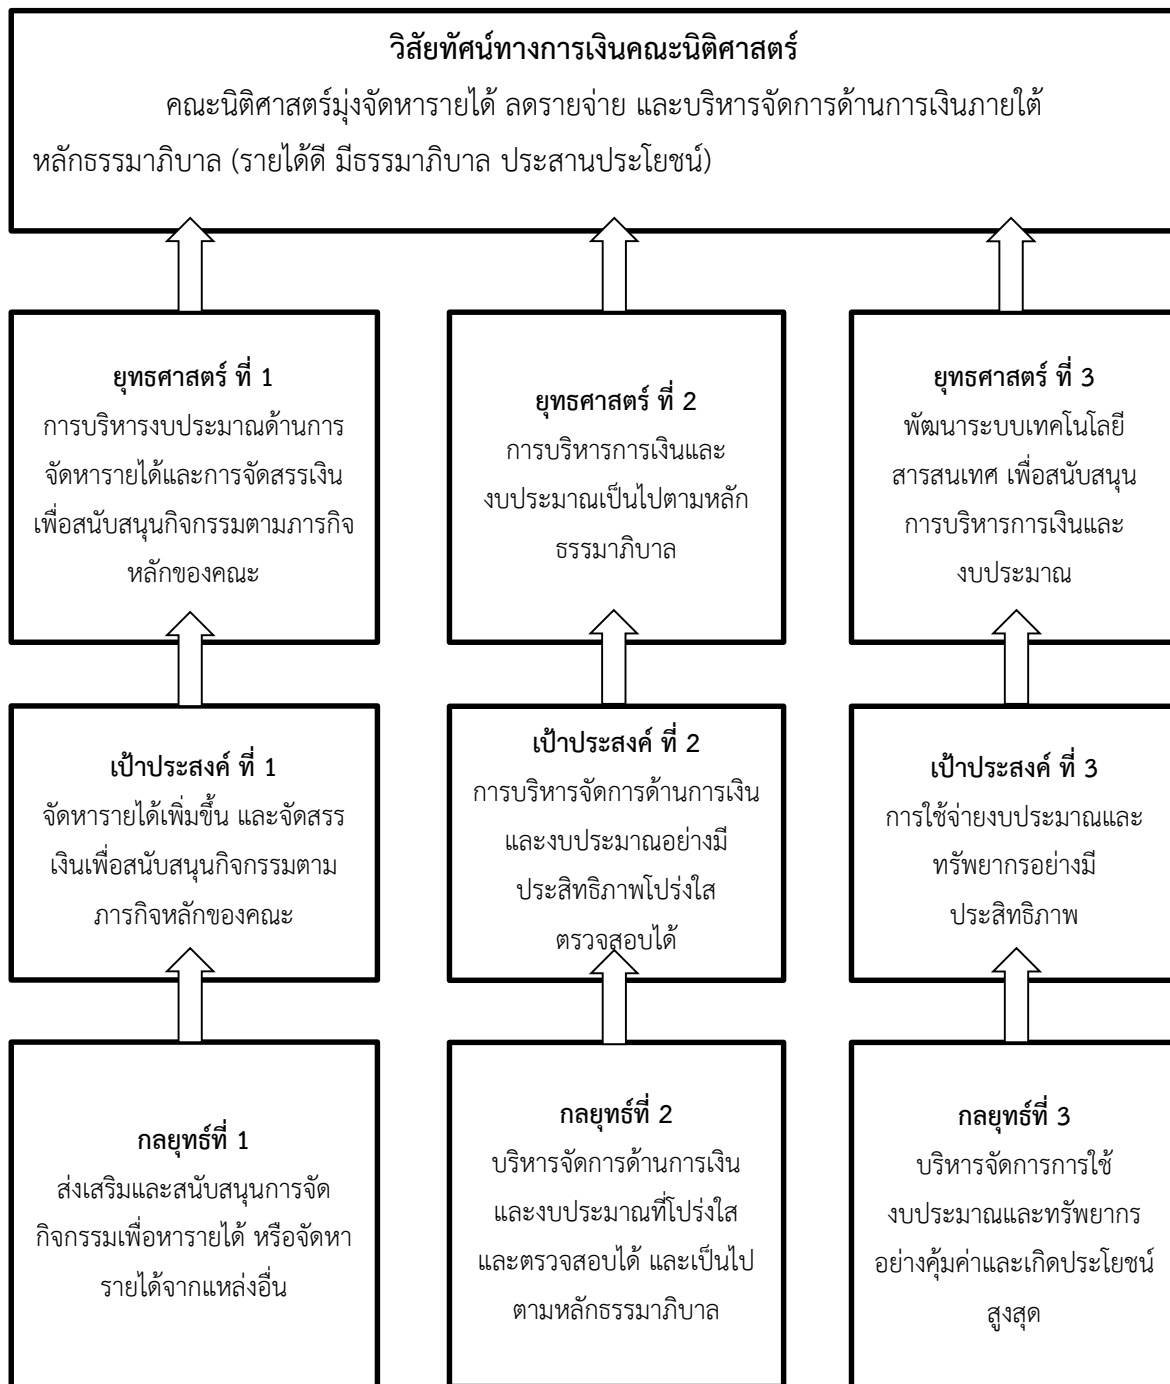 วิสัยทัศน์ทางการเงินคณะนิติศาสตร์
คณะนิติศาสตร์มุ่งจัดหารายได้ ลดรายจ่าย และบริหารจัดการด้านการเงินภายใต้
หลักธรรมาภิบาล (รายได้ดี มีธรรมาภิบาล ประสานประโยชน์)
ยุทธศาสตร์ ที่ 1
การบริหารงบประมาณด้านการ
จัดหารายได้และการจัดสรรเงิน
เพื่อสนับสนุนกิจกรรมตามภารกิจ
หลักของคณะ
ยุทธศาสตร์ ที่ 2
การบริหารการเงินและ
งบประมาณเป็นไปตามหลัก
ธรรมาภิบาล
ยุทธศาสตร์ ที่ 3
พัฒนาระบบเทคโนโลยี
สารสนเทศ เพื่อสนับสนุน
การบริหารการเงินและ
งบประมาณ
เป้าประสงค์ ที่ 1
จัดหารายได้เพิ่มขึ้น และจัดสรร
เงินเพื่อสนับสนุนกิจกรรมตาม
ภารกิจหลักของคณะ
เป้าประสงค์ ที่ 2
การบริหารจัดการด้านการเงิน
และงบประมาณอย่างมี
ประสิทธิภาพโปร่งใส
ตรวจสอบได้
เป้าประสงค์ ที่ 3
การใช้จ่ายงบประมาณและ
ทรัพยากรอย่างมี
ประสิทธิภาพ
กลยุทธ์ที่ 1
ส่งเสริมและสนับสนุนการจัด
กิจกรรมเพื่อหารายได้ หรือจัดหา
รายได้จากแหล่งอื่น
กลยุทธ์ที่ 2
บริหารจัดการด้านการเงิน
และงบประมาณที่โปร่งใส
และตรวจสอบได้ และเป็นไป
ตามหลักธรรมาภิบาล
กลยุทธ์ที่ 3
บริหารจัดการการใช้
งบประมาณและทรัพยากร
อย่างคุ้มค่าและเกิดประโยชน์
สูงสุด